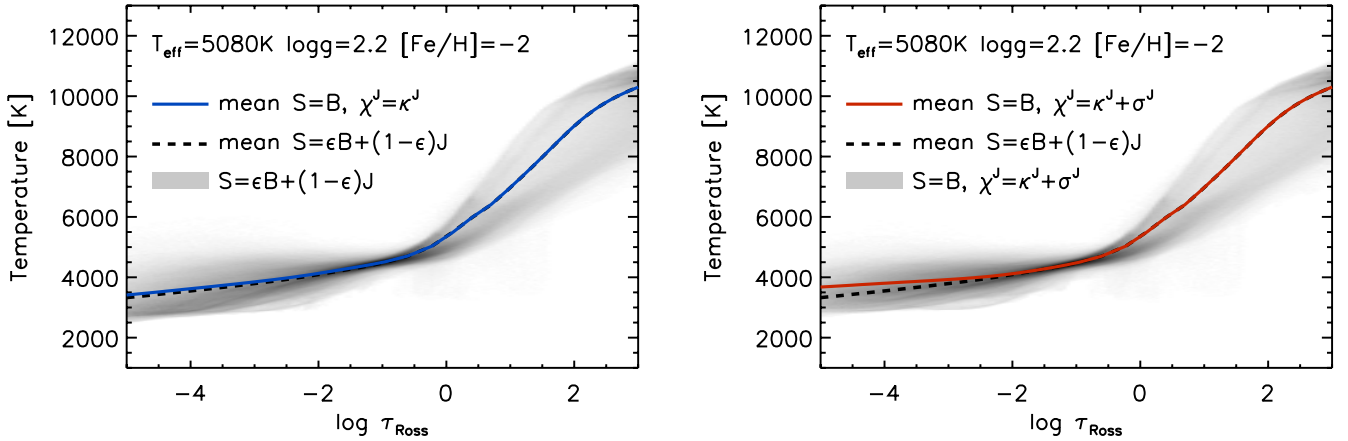 T_eff=5080K logg=2.2 [Fe/H]=−2
mean S=B, χ^J=κ^J
mean S=ϵB+(1−ϵ)J
S=ϵB+(1−ϵ)J
Temperature [K]
12000
10000
8000
6000
4000
2000
−4 −2 0 2
log τ_Ross
T_eff=5080K logg=2.2 [Fe/H]=−2
mean S=B, χ^J=κ^J+σ^J
mean S=ϵB+(1−ϵ)J
S=B, χ^J=κ^J+σ^J
Temperature [K]
12000
10000
8000
6000
4000
2000
−4 −2 0 2
log τ_Ross